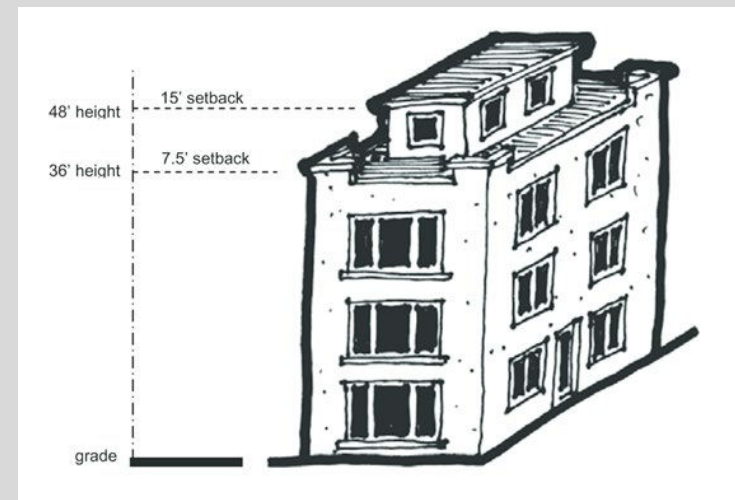 15’ setback
48’ height
7.5’ setback
36’ height
grade